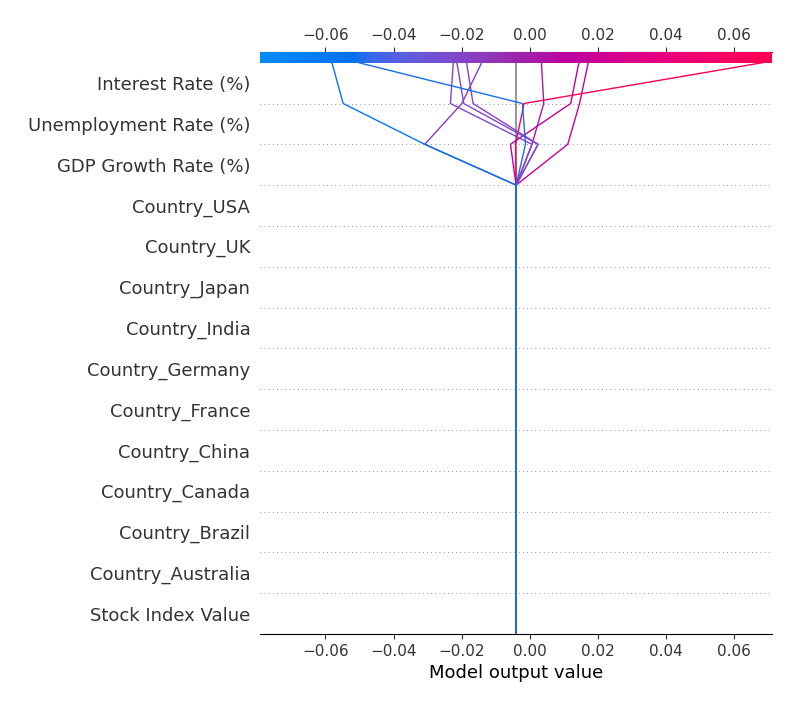 −0.06 −0.04 −0.02 0.00 0.02 0.04 0.06
Interest Rate (%)
Unemployment Rate (%)
GDP Growth Rate (%)
Country_USA
Country_UK
Country_Japan
Country_India
Country_Germany
Country_France
Country_China
Country_Canada
Country_Brazil
Country_Australia
Stock Index Value
−0.06 −0.04 −0.02 0.00 0.02 0.04 0.06
Model output value